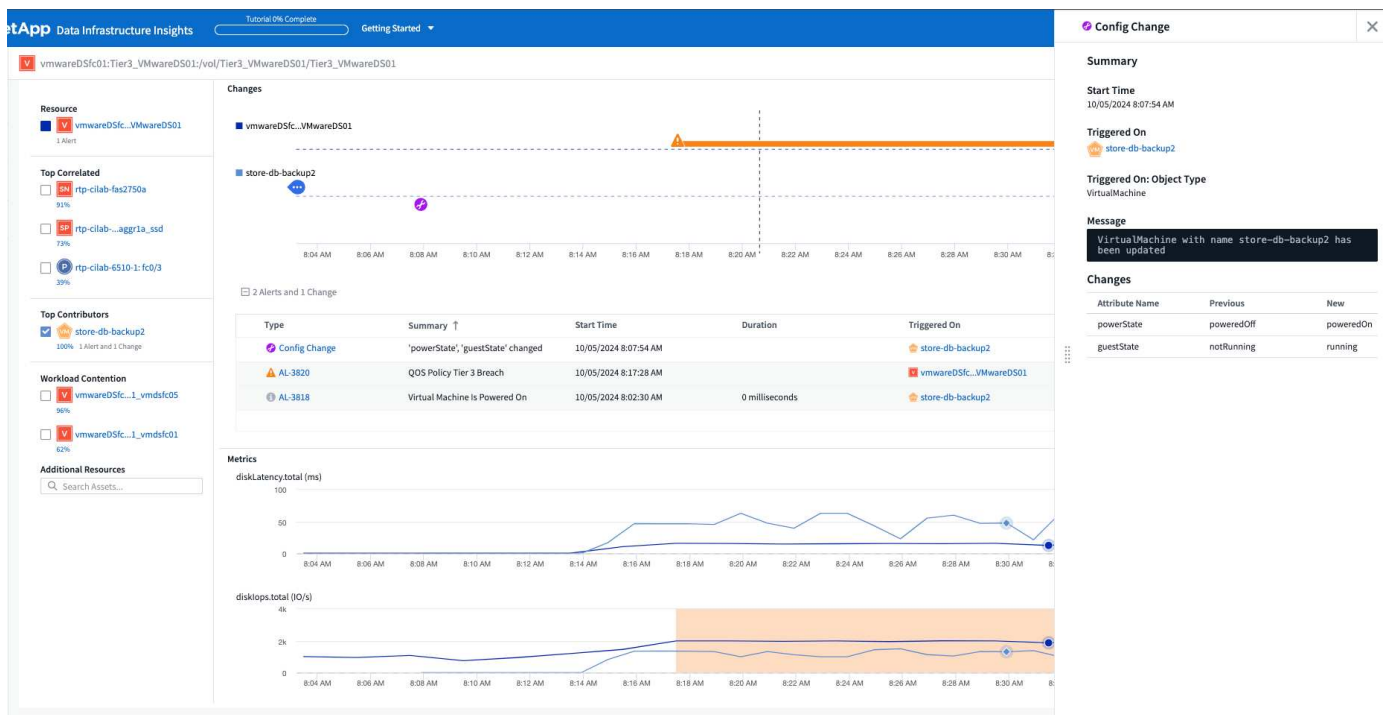 etApp Data Infrastructure Insights
Tutorial 0% Complete
Getting Started
V vmwareDSfc01:Tier3_VMwareDS01:/vol/Tier3_VMwareDS01/Tier3_VMwareDS01
Resource
V vmwareDSfc...VMwareDS01
1 Alert
Top Correlated
SN rtp-cilab-fas2750a
91%
SP rtp-cilab-...aggr1a_ssd
73%
P rtp-cilab-6510-1: fc0/3
39%
Top Contributors
VM store-db-backup2
100% 1 Alert and 1 Change
Workload Contention
V vmwareDSfc...1_vmdsfc05
96%
V vmwareDSfc...1_vmdsfc01
62%
Additional Resources
Search Assets...
Changes
vmwareDSfc...VMwareDS01
store-db-backup2
8:04 AM 8:06 AM 8:08 AM 8:10 AM 8:12 AM 8:14 AM 8:16 AM 8:18 AM 8:20 AM 8:22 AM 8:24 AM 8:26 AM 8:28 AM 8:30 AM 8:
2 Alerts and 1 Change
Type Summary ↑ Start Time Duration Triggered On
Config Change 'powerState', 'guestState' changed 10/05/2024 8:07:54 AM store-db-backup2
AL-3820 QOS Policy Tier 3 Breach 10/05/2024 8:17:28 AM vmwareDSfc...VMwareDS01
AL-3818 Virtual Machine Is Powered On 10/05/2024 8:02:30 AM 0 milliseconds store-db-backup2
Metrics
diskLatency.total (ms)
100
50
0
8:04 AM 8:06 AM 8:08 AM 8:10 AM 8:12 AM 8:14 AM 8:16 AM 8:18 AM 8:20 AM 8:22 AM 8:24 AM 8:26 AM 8:28 AM 8:30 AM 8:
diskIops.total (IO/s)
4k
2k
0
8:04 AM 8:06 AM 8:08 AM 8:10 AM 8:12 AM 8:14 AM 8:16 AM 8:18 AM 8:20 AM 8:22 AM 8:24 AM 8:26 AM 8:28 AM 8:30 AM 8:
Config Change
Summary
Start Time
10/05/2024 8:07:54 AM
Triggered On
VM store-db-backup2
Triggered On: Object Type
VirtualMachine
Message
VirtualMachine with name store-db-backup2 has
been updated
Changes
Attribute Name Previous New
powerState poweredOff poweredOn
guestState notRunning running